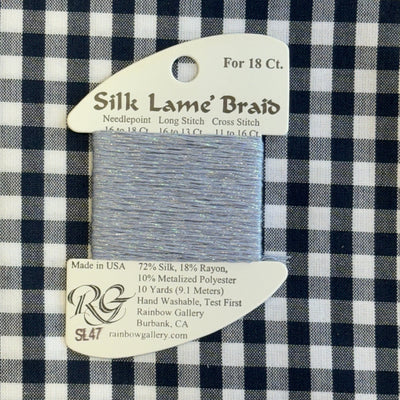 For 18 Ct.
Silk Lame' Braid
Needlepoint Long Stitch Cross Stitch
16 to 18 Ct. 16 to 13 Ct. 11 to 16 Ct.
Made in USA
72% Silk, 18% Rayon,
10% Metalized Polyester
10 Yards (9.1 Meters)
Hand Washable, Test First
Rainbow Gallery
Burbank, CA
RG
SL47
rainbowgallery.com